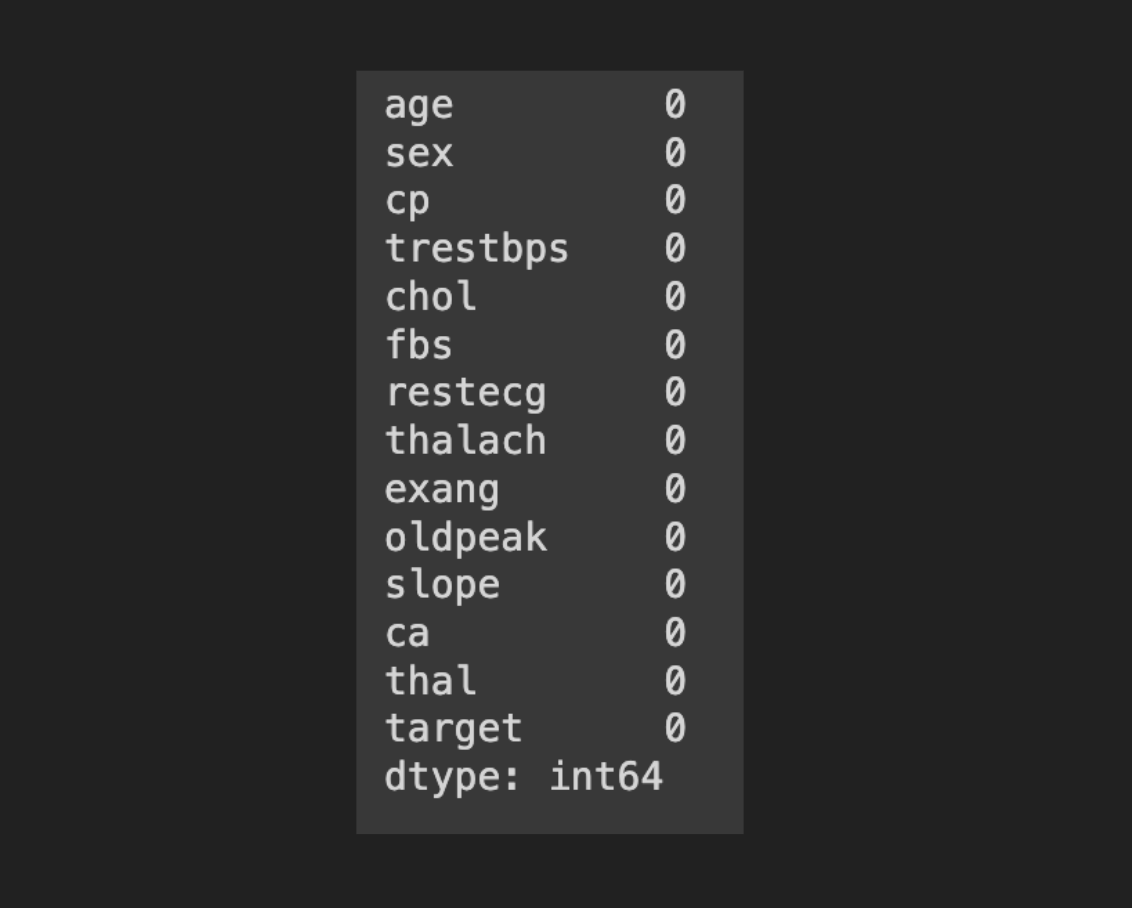 age 0
sex 0
cp 0
trestbps 0
chol 0
fbs 0
restecg 0
thalach 0
exang 0
oldpeak 0
slope 0
ca 0
thal 0
target 0
dtype: int64